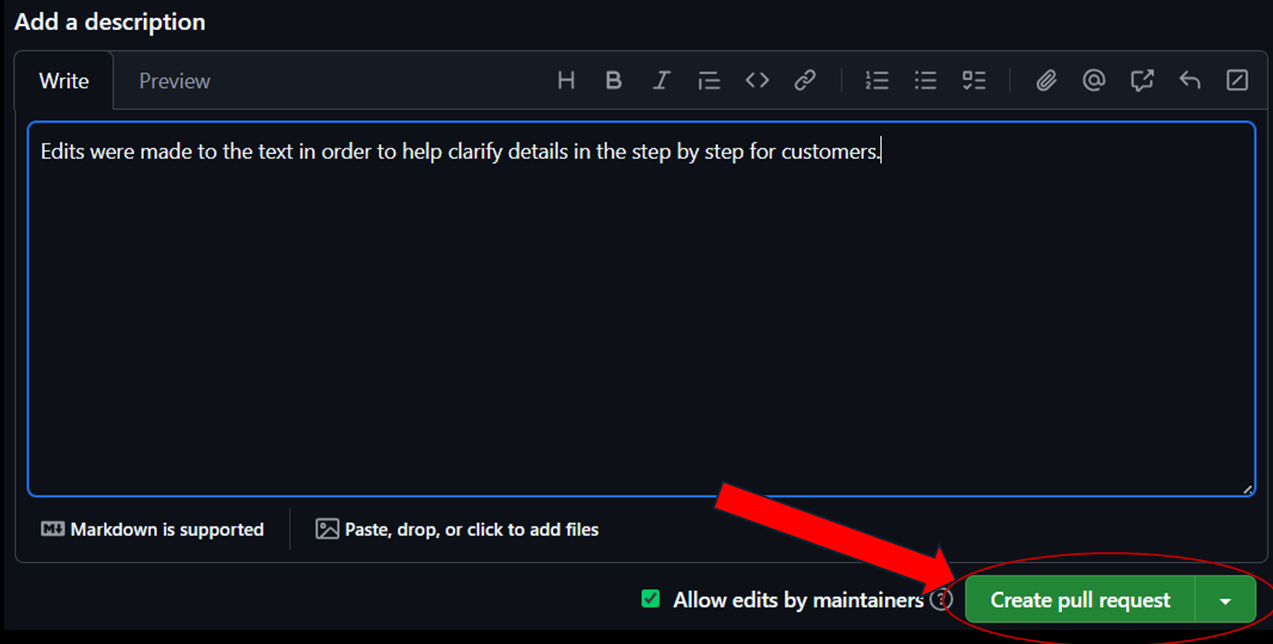 Add a description
Write Preview
Edits were made to the text in order to help clarify details in the step by step for customers.
Markdown is supported Paste, drop, or click to add files
Allow edits by maintainers Create pull request